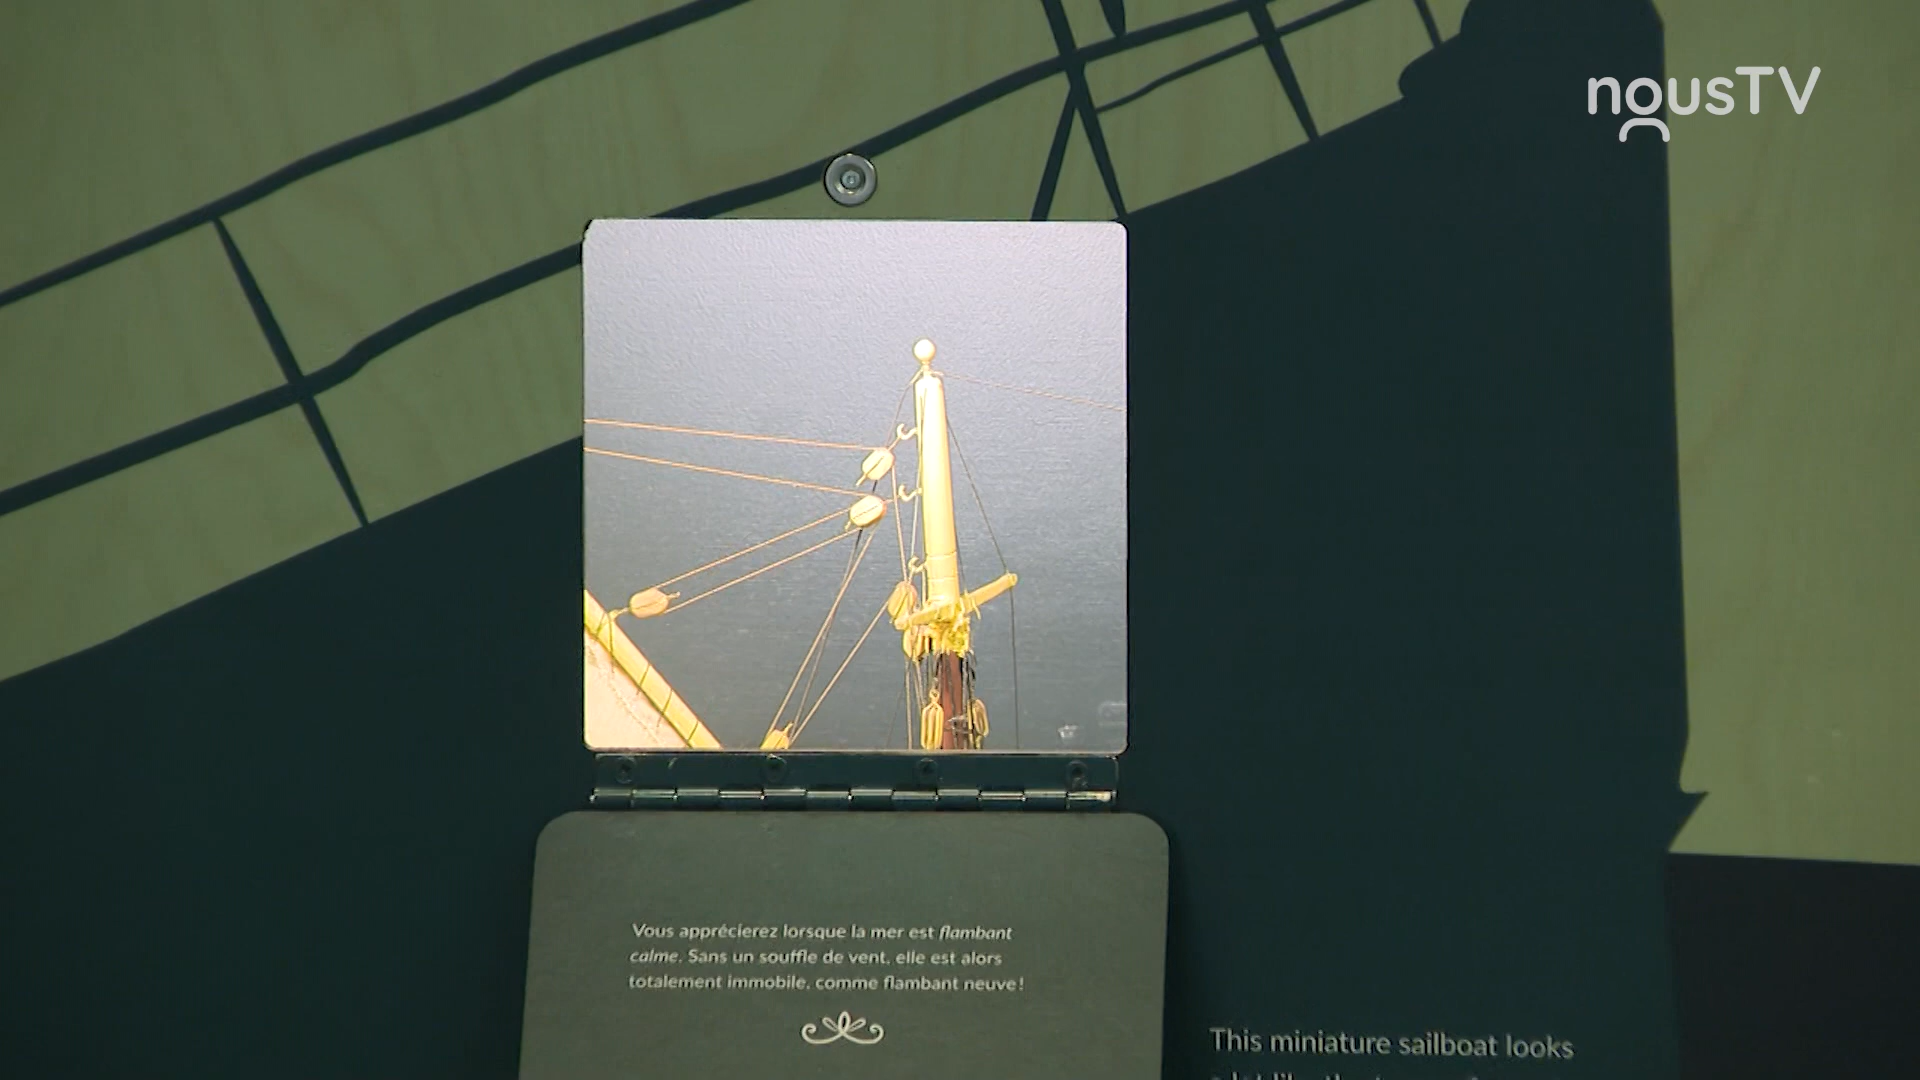 nousTV
Vous apprécierez lorsque la mer est flambant
calme. Sans un souffle de vent, elle est alors
totalement immobile, comme flambant neuve!
This miniature sailboat looks